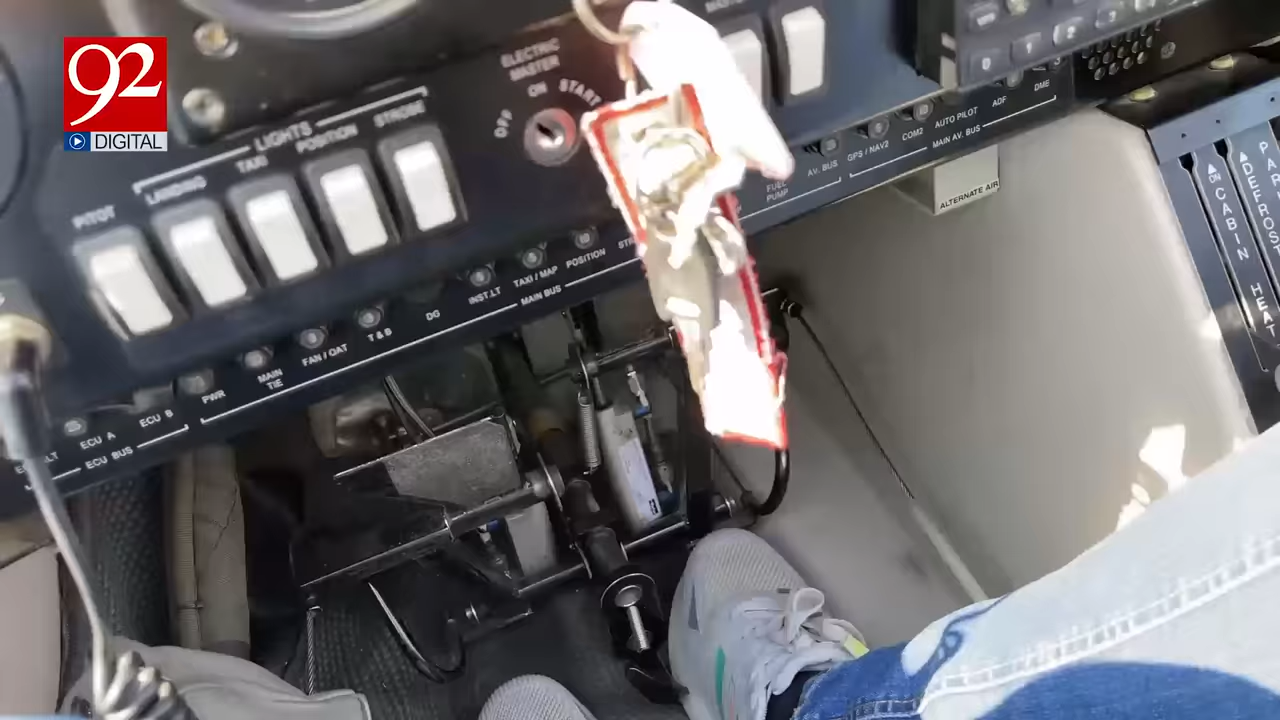 92
DIGITAL
ELECTRIC
MASTER
OFF
ON
START
LIGHTS
PITOT
LANDING
TAXI
POSITION
STROBE
ECU A
ECU B
ECU BUS
PWR
MAIN
TIE
FAN / OAT
T & B
DG
INST.LT
TAXI / MAP
POSITION
MAIN BUS
FUEL
PUMP
AV. BUS
GPS / NAV2
COM2
AUTO PILOT
ADF
DME
MAIN AV. BUS
ALTERNATE AIR
ON
CABIN HEAT
DEFROST